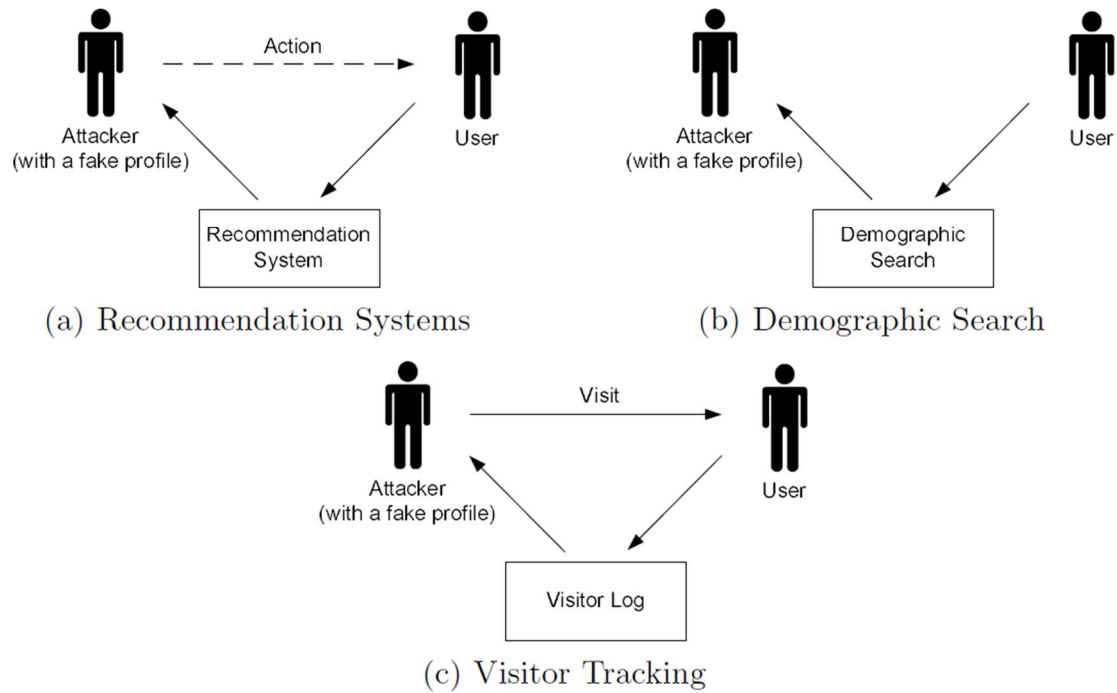 Action
Attacker
(with a fake profile)
User
Recommendation
System
(a) Recommendation Systems
Attacker
(with a fake profile)
User
Demographic
Search
(b) Demographic Search
Visit
Attacker
(with a fake profile)
User
Visitor Log
(c) Visitor Tracking